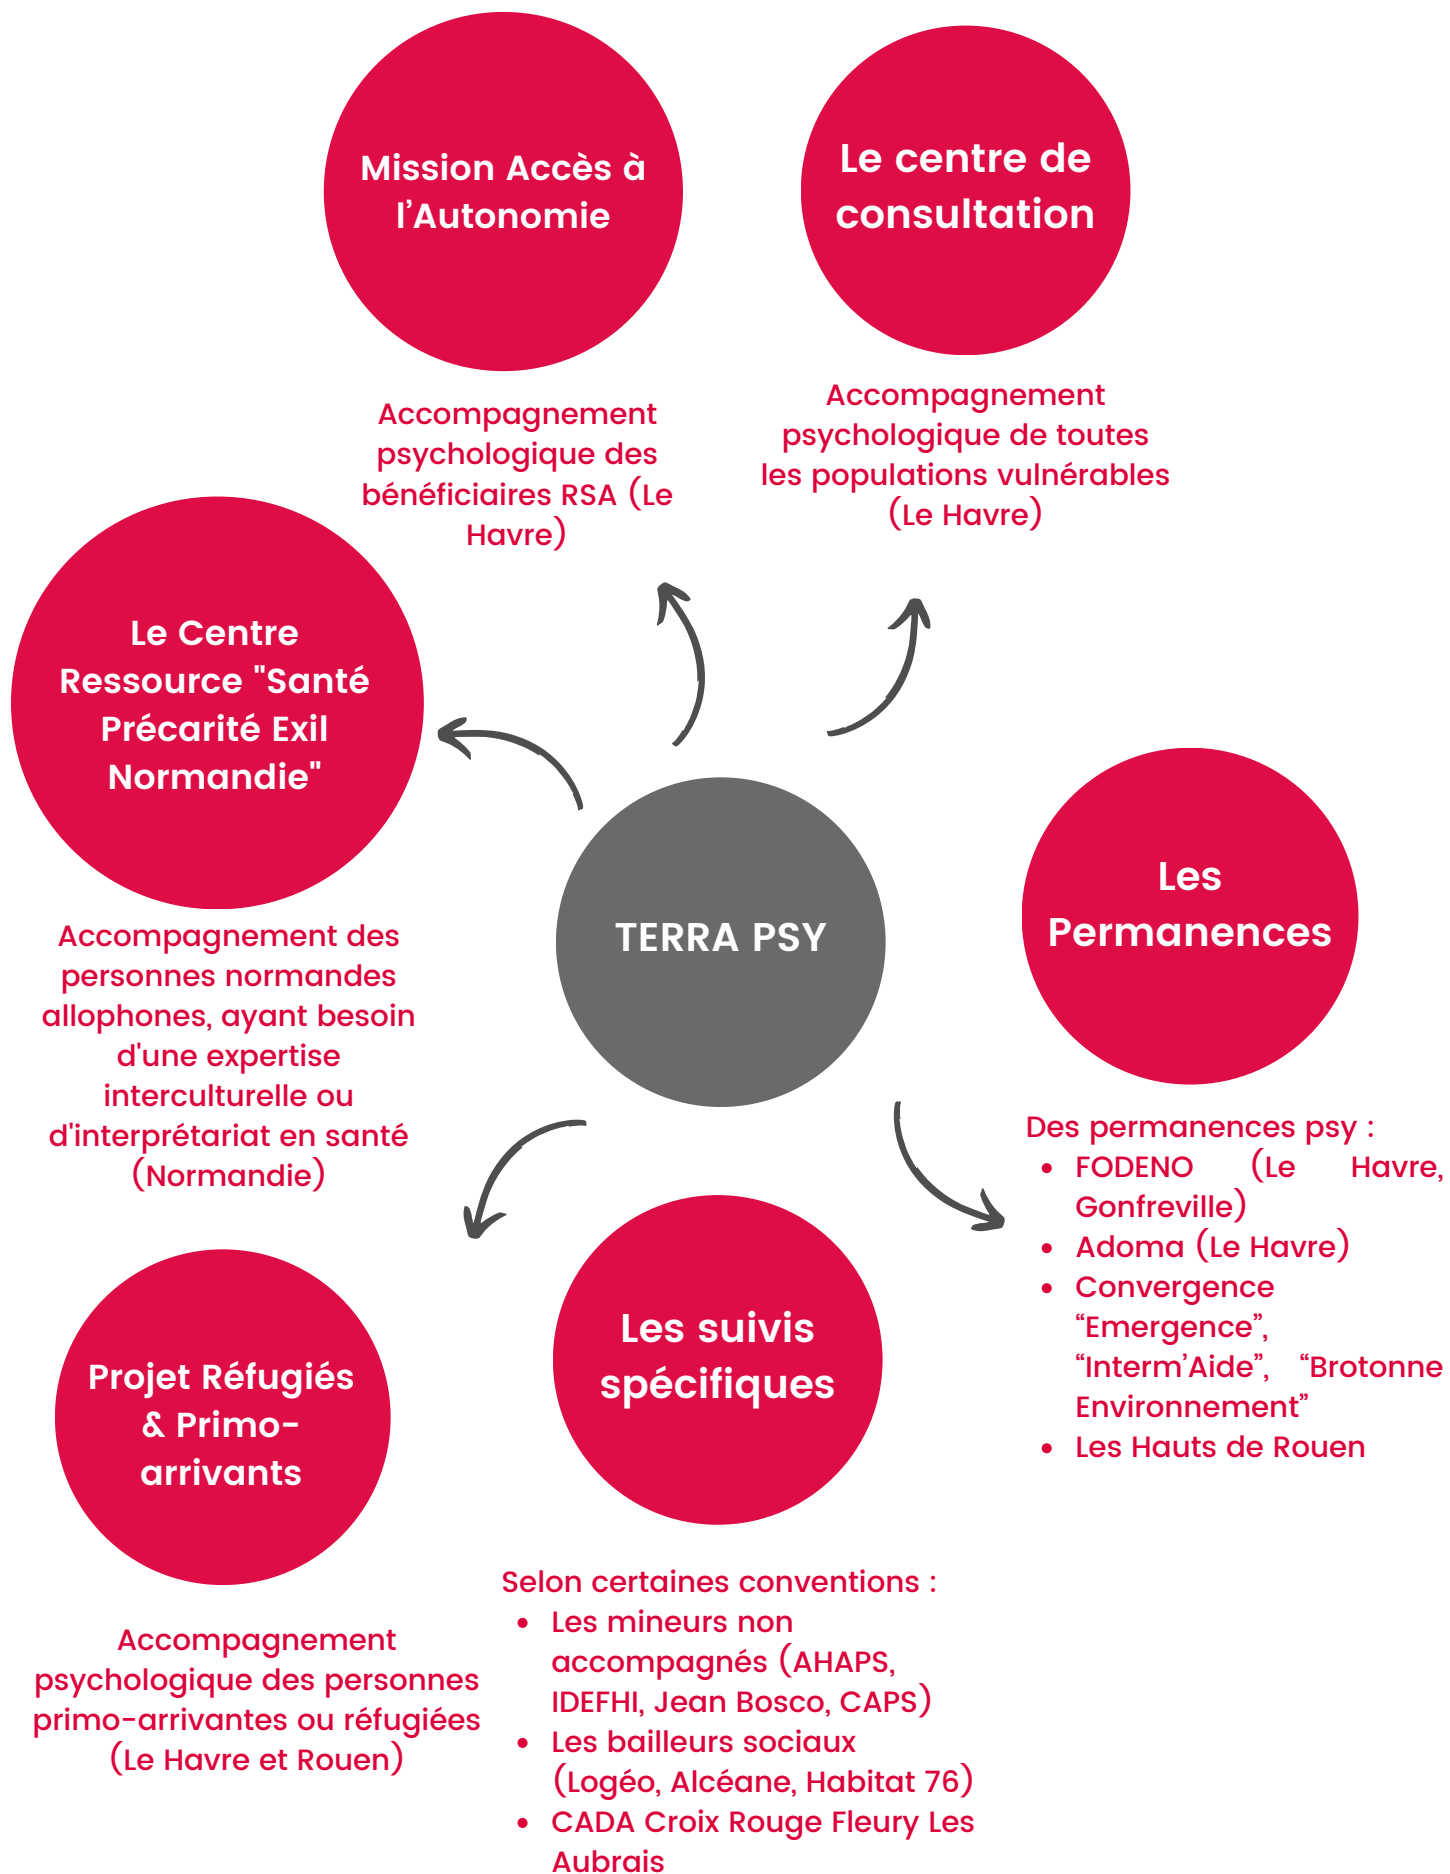 Mission Accès à
l’Autonomie
Accompagnement
psychologique des
bénéficiaires RSA (Le
Havre)
Le centre de
consultation
Accompagnement
psychologique de toutes
les populations vulnérables
(Le Havre)
Le Centre
Ressource "Santé
Précarité Exil
Normandie"
Accompagnement des
personnes normandes
allophones, ayant besoin
d'une expertise
interculturelle ou
d'interprétariat en santé
(Normandie)
TERRA PSY
Les
Permanences
Des permanences psy :
• FODENO (Le Havre,
Gonfreville)
• Adoma (Le Havre)
• Convergence
“Emergence”,
“Interm’Aide”, “Brotonne
Environnement”
• Les Hauts de Rouen
Projet Réfugiés
& Primo-
arrivants
Accompagnement
psychologique des personnes
primo-arrivantes ou réfugiées
(Le Havre et Rouen)
Les suivis
spécifiques
Selon certaines conventions :
• Les mineurs non
accompagnés (AHAPS,
IDEFHI, Jean Bosco, CAPS)
• Les bailleurs sociaux
(Logéo, Alcéane, Habitat 76)
• CADA Croix Rouge Fleury Les
Aubrais